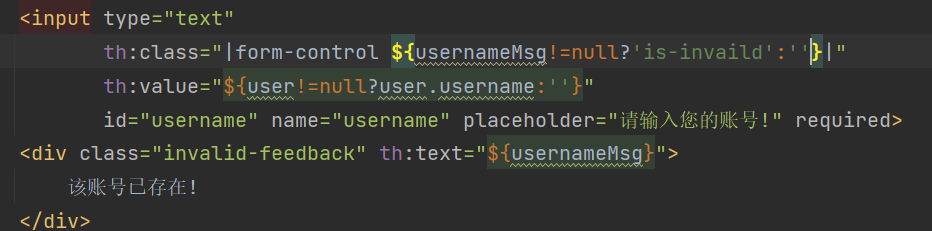 <input type="text"
th:class="|form-control ${usernameMsg!=null?'is-invaild':''}|"
th:value="${user!=null?user.username:''}"
id="username" name="username" placeholder="请输入您的账号!" required>
<div class="invalid-feedback" th:text="${usernameMsg}">
该账号已存在!
</div>